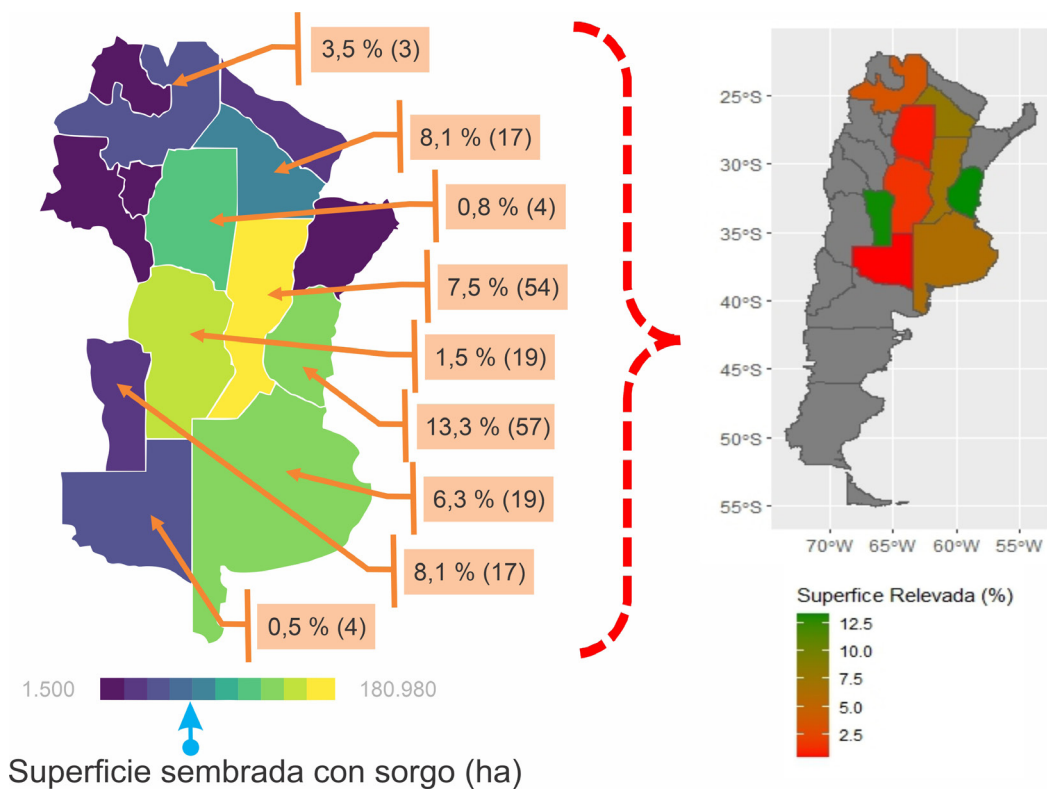 3,5 % (3)
8,1 % (17)
0,8 % (4)
7,5 % (54)
1,5 % (19)
13,3 % (57)
6,3 % (19)
8,1 % (17)
0,5 % (4)
1.500 180.980
Superficie sembrada con sorgo (ha)
25°S
30°S
35°S
40°S
45°S
50°S
55°S
70°W 65°W 60°W 55°W
Superfice Relevada (%)
12.5
10.0
7.5
5.0
2.5